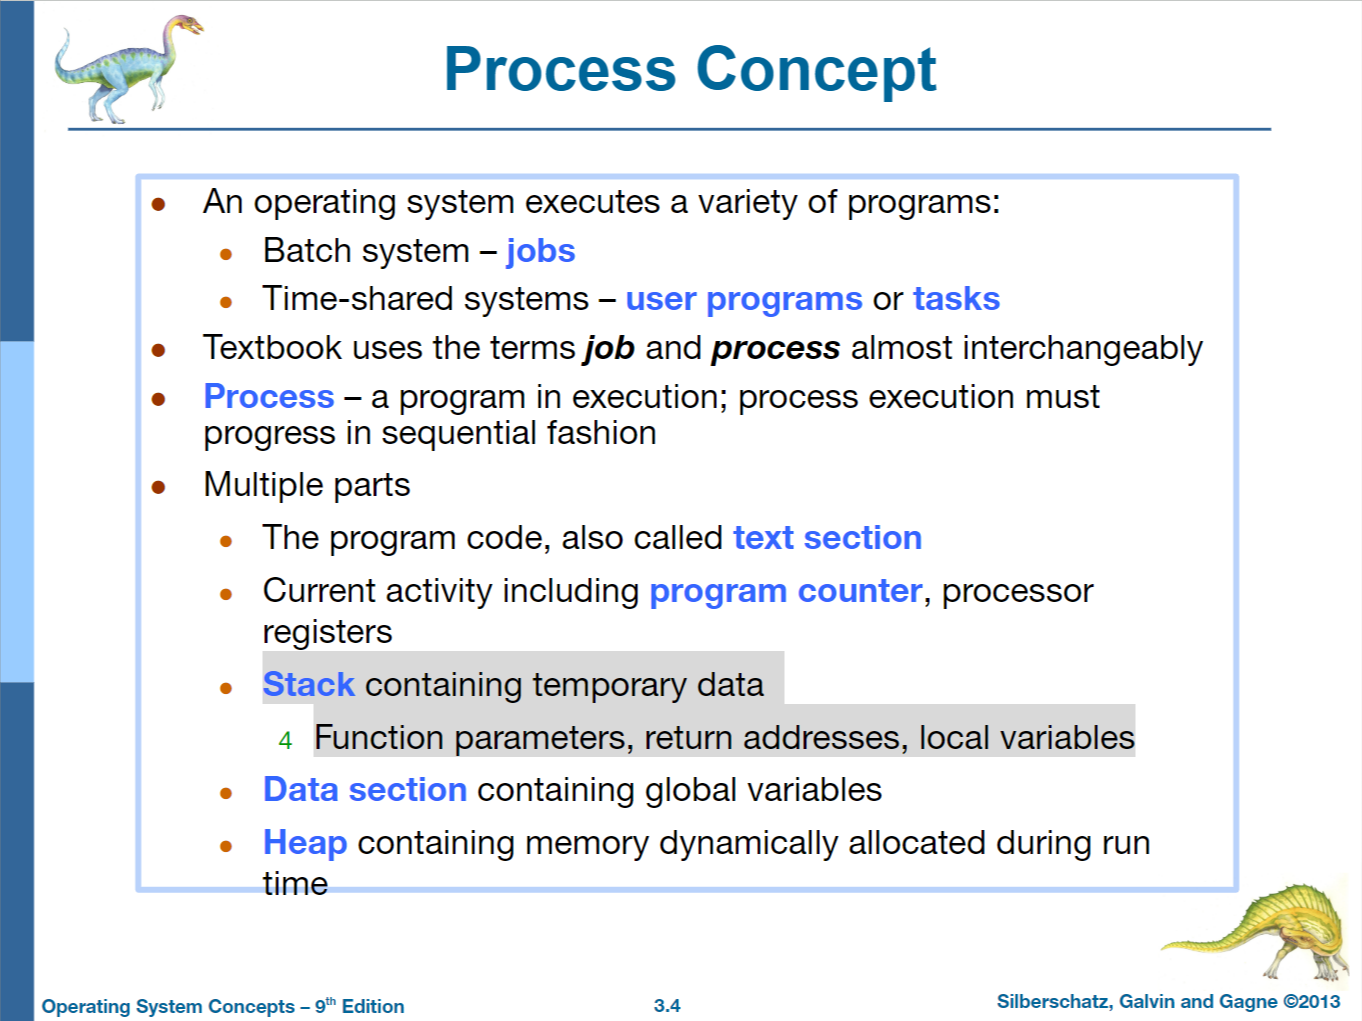 Process Concept
An operating system executes a variety of programs:
Batch system – jobs
Time-shared systems – user programs or tasks
Textbook uses the terms job and process almost interchangeably
Process – a program in execution; process execution must
progress in sequential fashion
Multiple parts
The program code, also called text section
Current activity including program counter, processor
registers
Stack containing temporary data
4 Function parameters, return addresses, local variables
Data section containing global variables
Heap containing memory dynamically allocated during run
time
Operating System Concepts – 9th Edition
3.4
Silberschatz, Galvin and Gagne ©2013